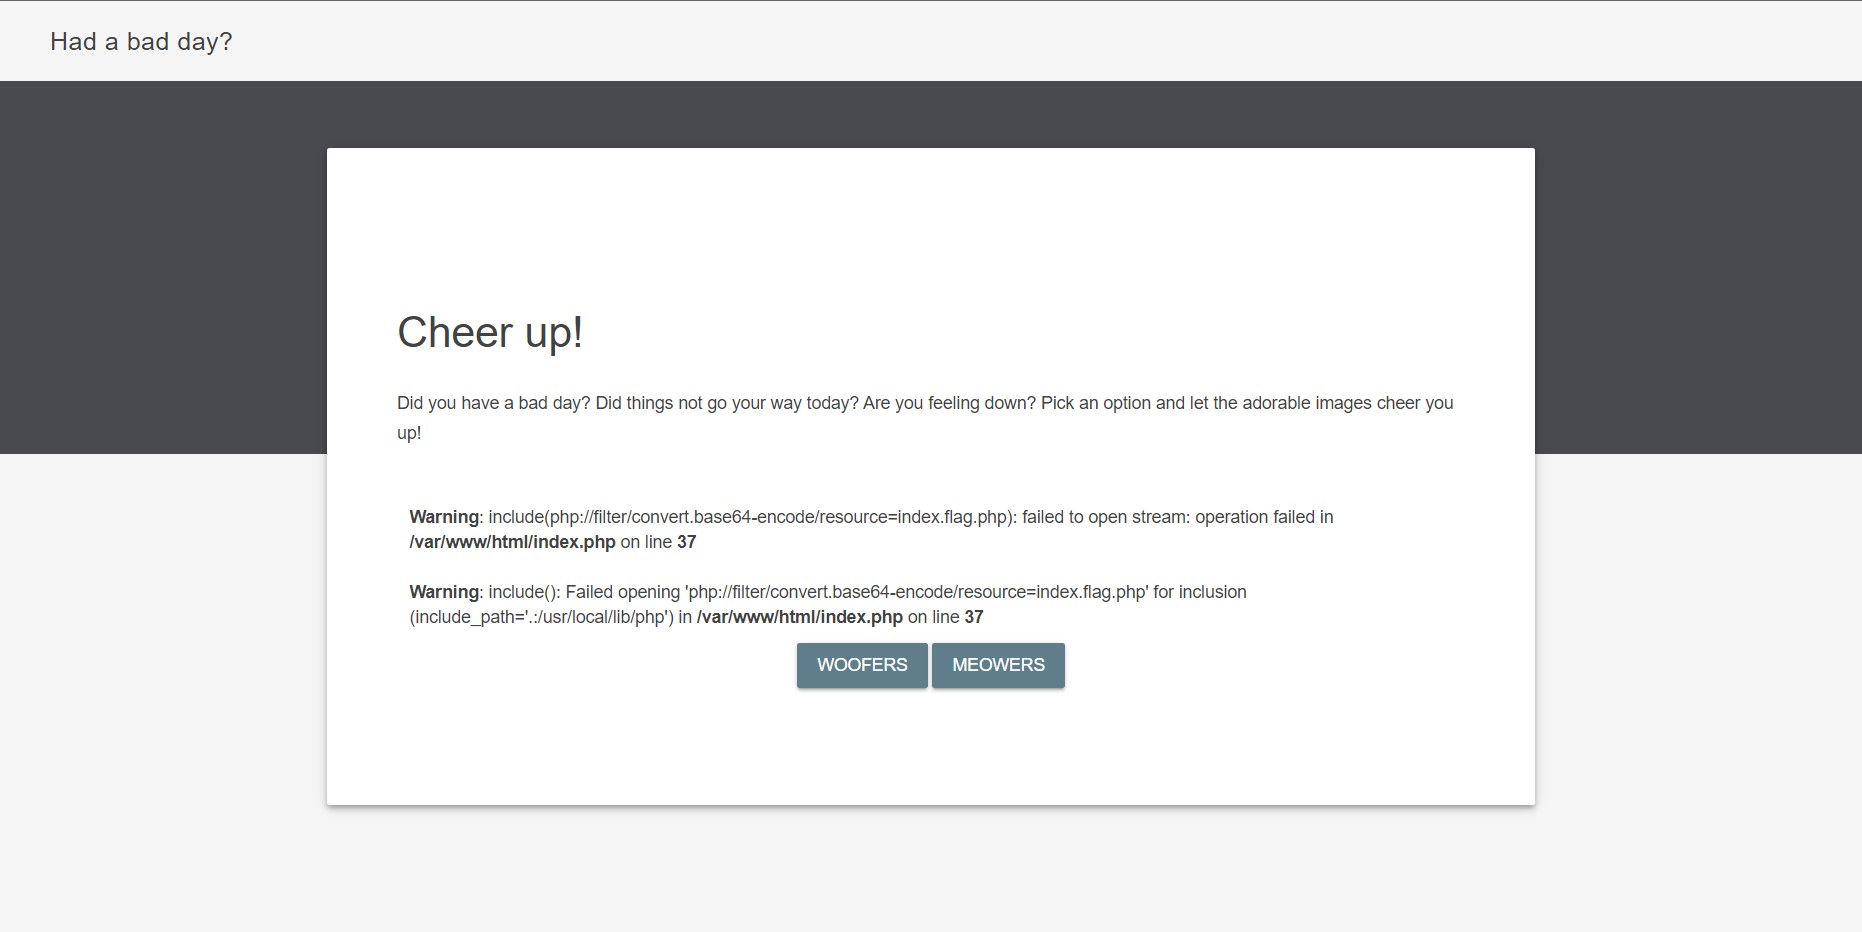 Had a bad day?
Cheer up!
Did you have a bad day? Did things not go your way today? Are you feeling down? Pick an option and let the adorable images cheer you
up!
Warning: include(php://filter/convert.base64-encode/resource=index.flag.php): failed to open stream: operation failed in
/var/www/html/index.php on line 37
Warning: include(): Failed opening 'php://filter/convert.base64-encode/resource=index.flag.php' for inclusion
(include_path='.:/usr/local/lib/php') in /var/www/html/index.php on line 37
WOOFERS MEOWERS